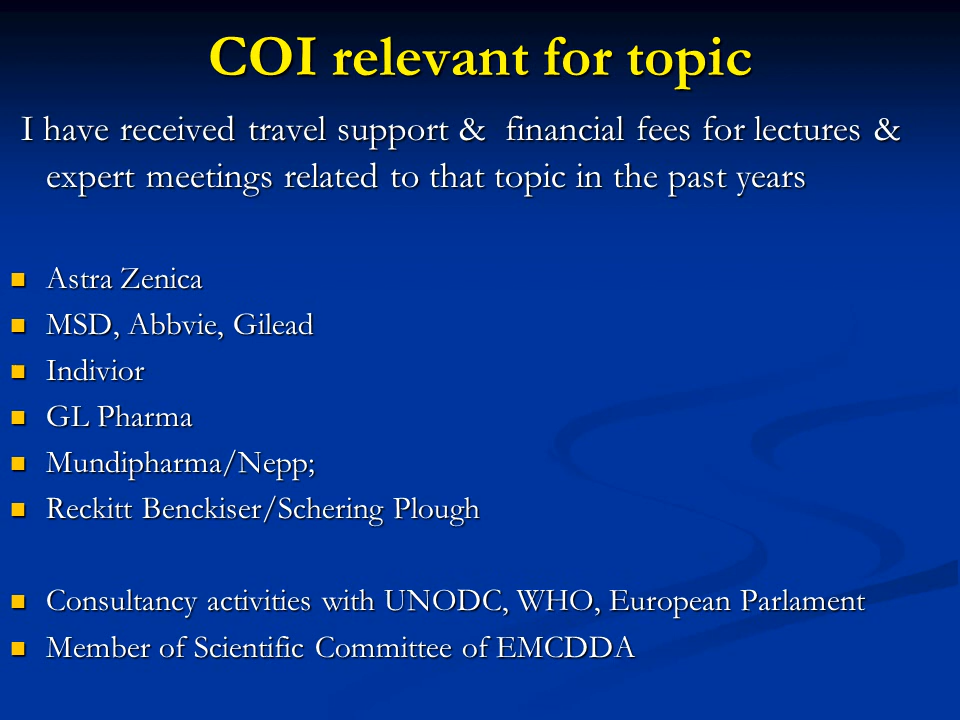 COI relevant for topic
I have received travel support & financial fees for lectures &
expert meetings related to that topic in the past years
Astra Zenica
MSD, Abbvie, Gilead
Indivior
GL Pharma
Mundipharma/Nepp;
Reckitt Benckiser/Schering Plough
Consultancy activities with UNODC, WHO, European Parlament
Member of Scientific Committee of EMCDDA